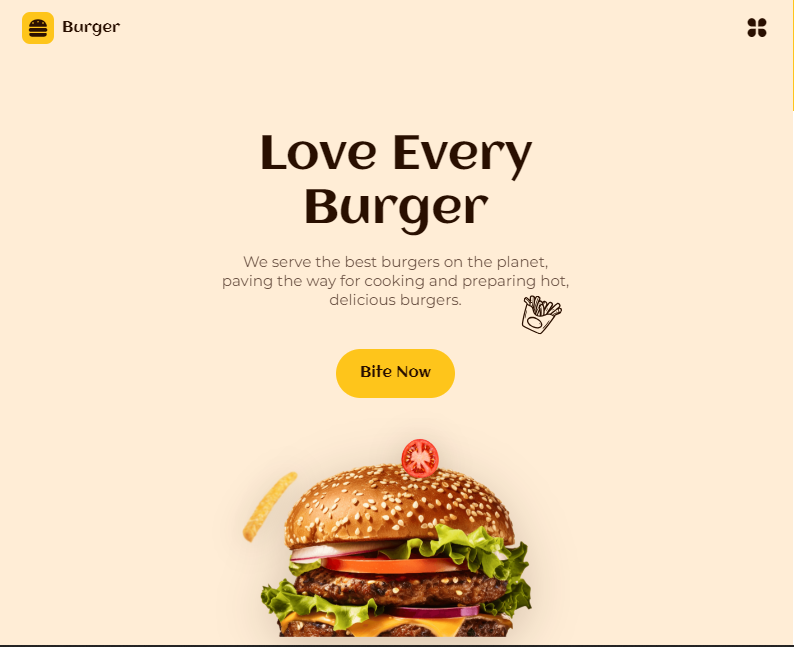 Burger
Love Every
Burger
We serve the best burgers on the planet,
paving the way for cooking and preparing hot,
delicious burgers.
Bite Now